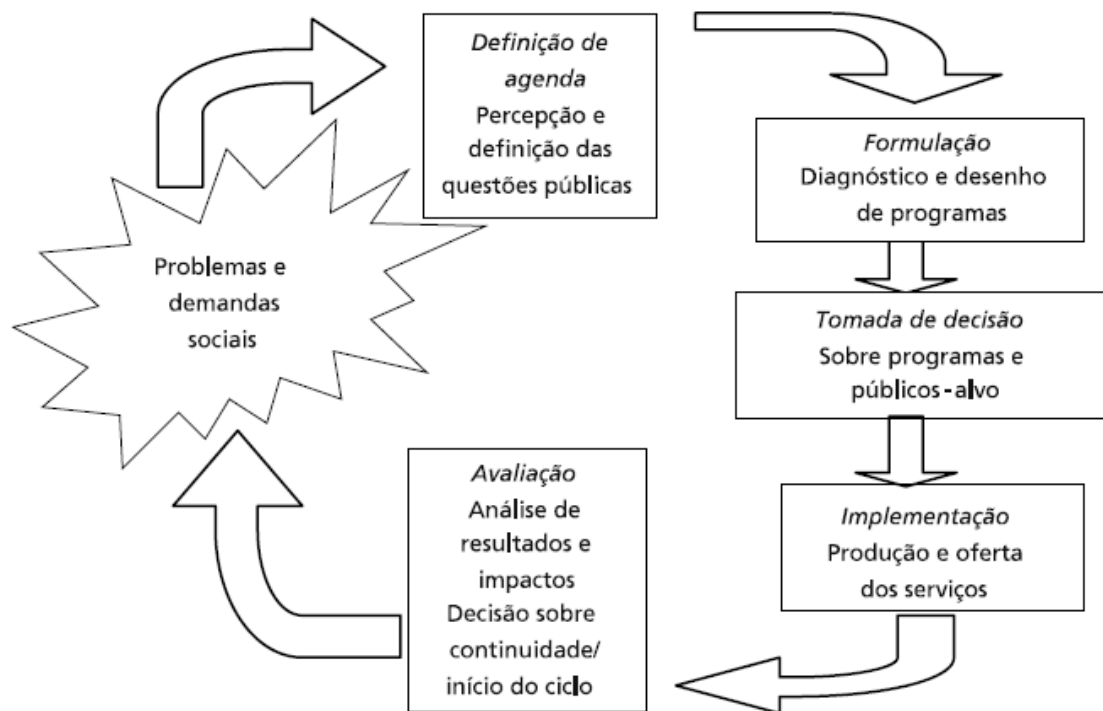 Definição de
agenda
Percepção e
definição das
questões públicas
Formulação
Diagnóstico e desenho
de programas
Problemas e
demandas
sociais
Tomada de decisão
Sobre programas e
públicos-alvo
Avaliação
Análise de
resultados e
impactos
Decisão sobre
continuidade/
início do ciclo
Implementação
Produção e oferta
dos serviços